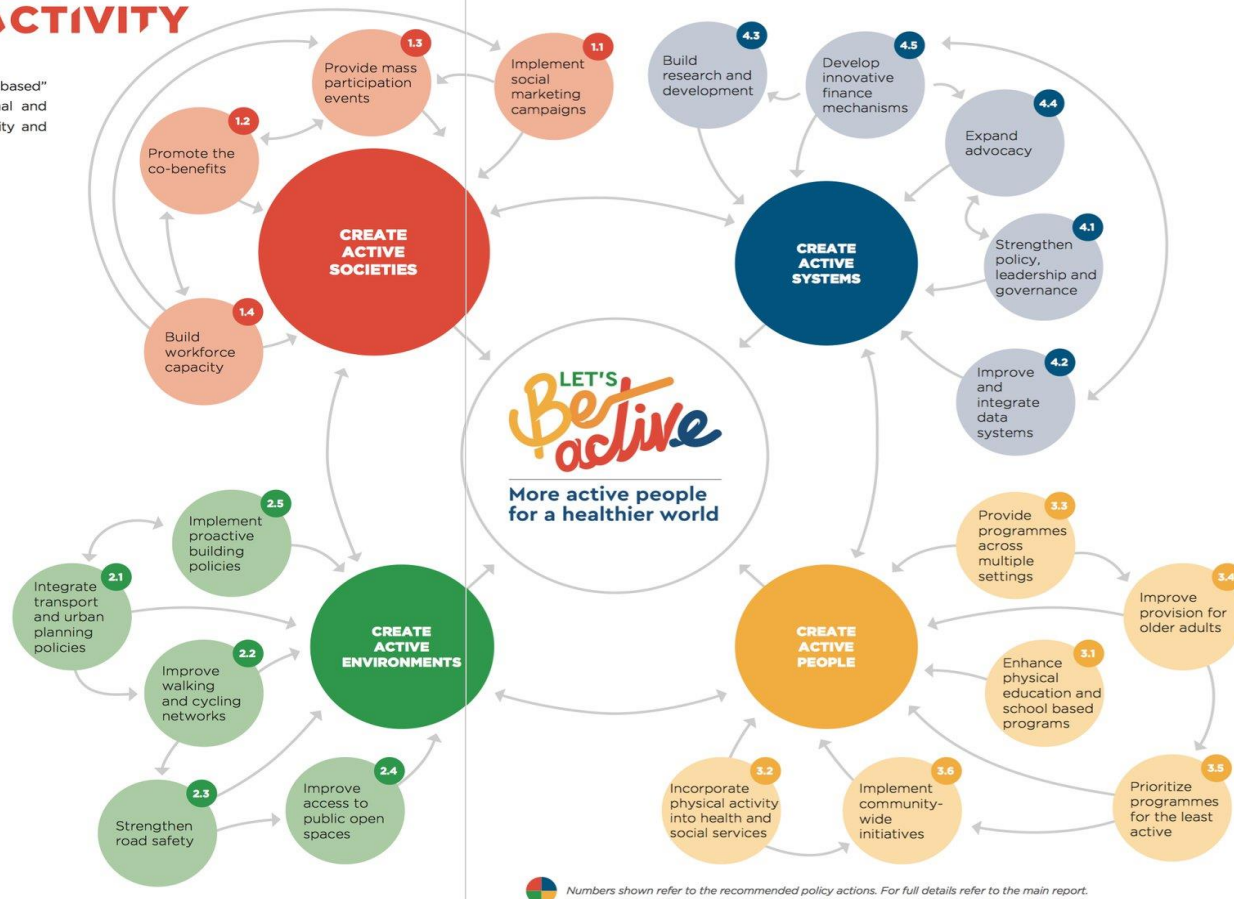 ACTIVITY
based”
al and
ity and
1.3
Provide mass
participation
events
1.1
Implement
social
marketing
campaigns
1.2
Promote the
co-benefits
CREATE
ACTIVE
SOCIETIES
1.4
Build
workforce
capacity
4.3
Build
research and
development
4.5
Develop
innovative
finance
mechanisms
4.4
Expand
advocacy
CREATE
ACTIVE
SYSTEMS
4.1
Strengthen
policy,
leadership and
governance
4.2
Improve
and
integrate
data
systems
LET'S
Be
active
More active people
for a healthier world
2.5
Implement
proactive
building
policies
2.1
Integrate
transport
and urban
planning
policies
2.2
Improve
walking
and cycling
networks
CREATE
ACTIVE
ENVIRONMENTS
2.3
Strengthen
road safety
2.4
Improve
access to
public open
spaces
3.3
Provide
programmes
across
multiple
settings
3.4
Improve
provision for
older adults
CREATE
ACTIVE
PEOPLE
3.1
Enhance
physical
education and
school based
programs
3.2
Incorporate
physical activity
into health and
social services
3.6
Implement
community-
wide
initiatives
3.5
Prioritize
programmes
for the least
active
Numbers shown refer to the recommended policy actions. For full details refer to the main report.